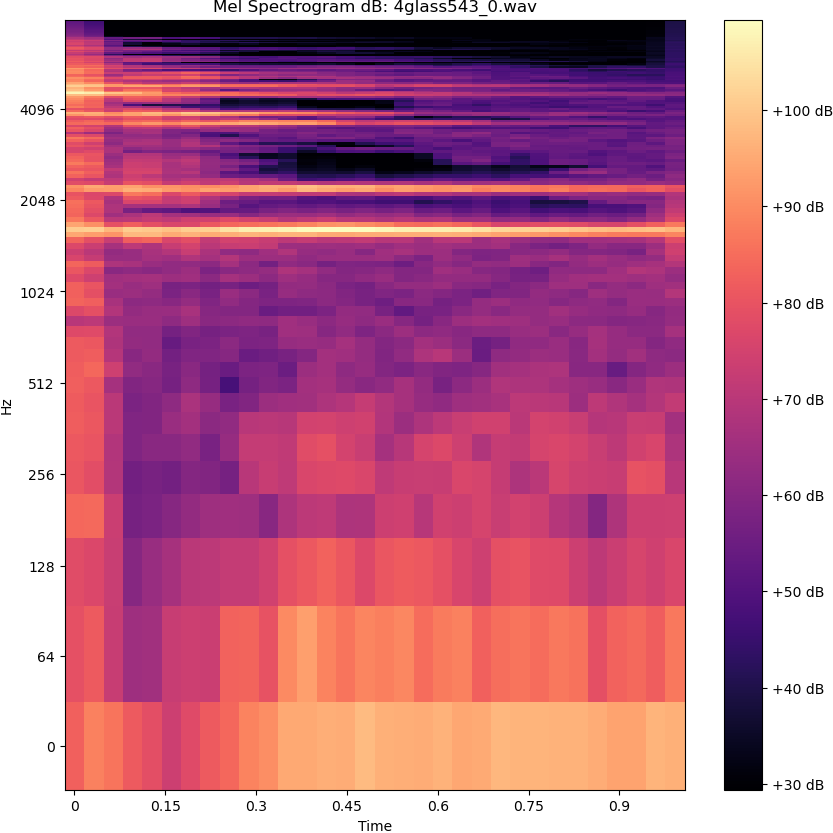 Mel Spectrogram dB: 4glass543_0.wav
Hz
4096
2048
1024
512
256
128
64
0
0 0.15 0.3 0.45 0.6 0.75 0.9
Time
+100 dB
+90 dB
+80 dB
+70 dB
+60 dB
+50 dB
+40 dB
+30 dB